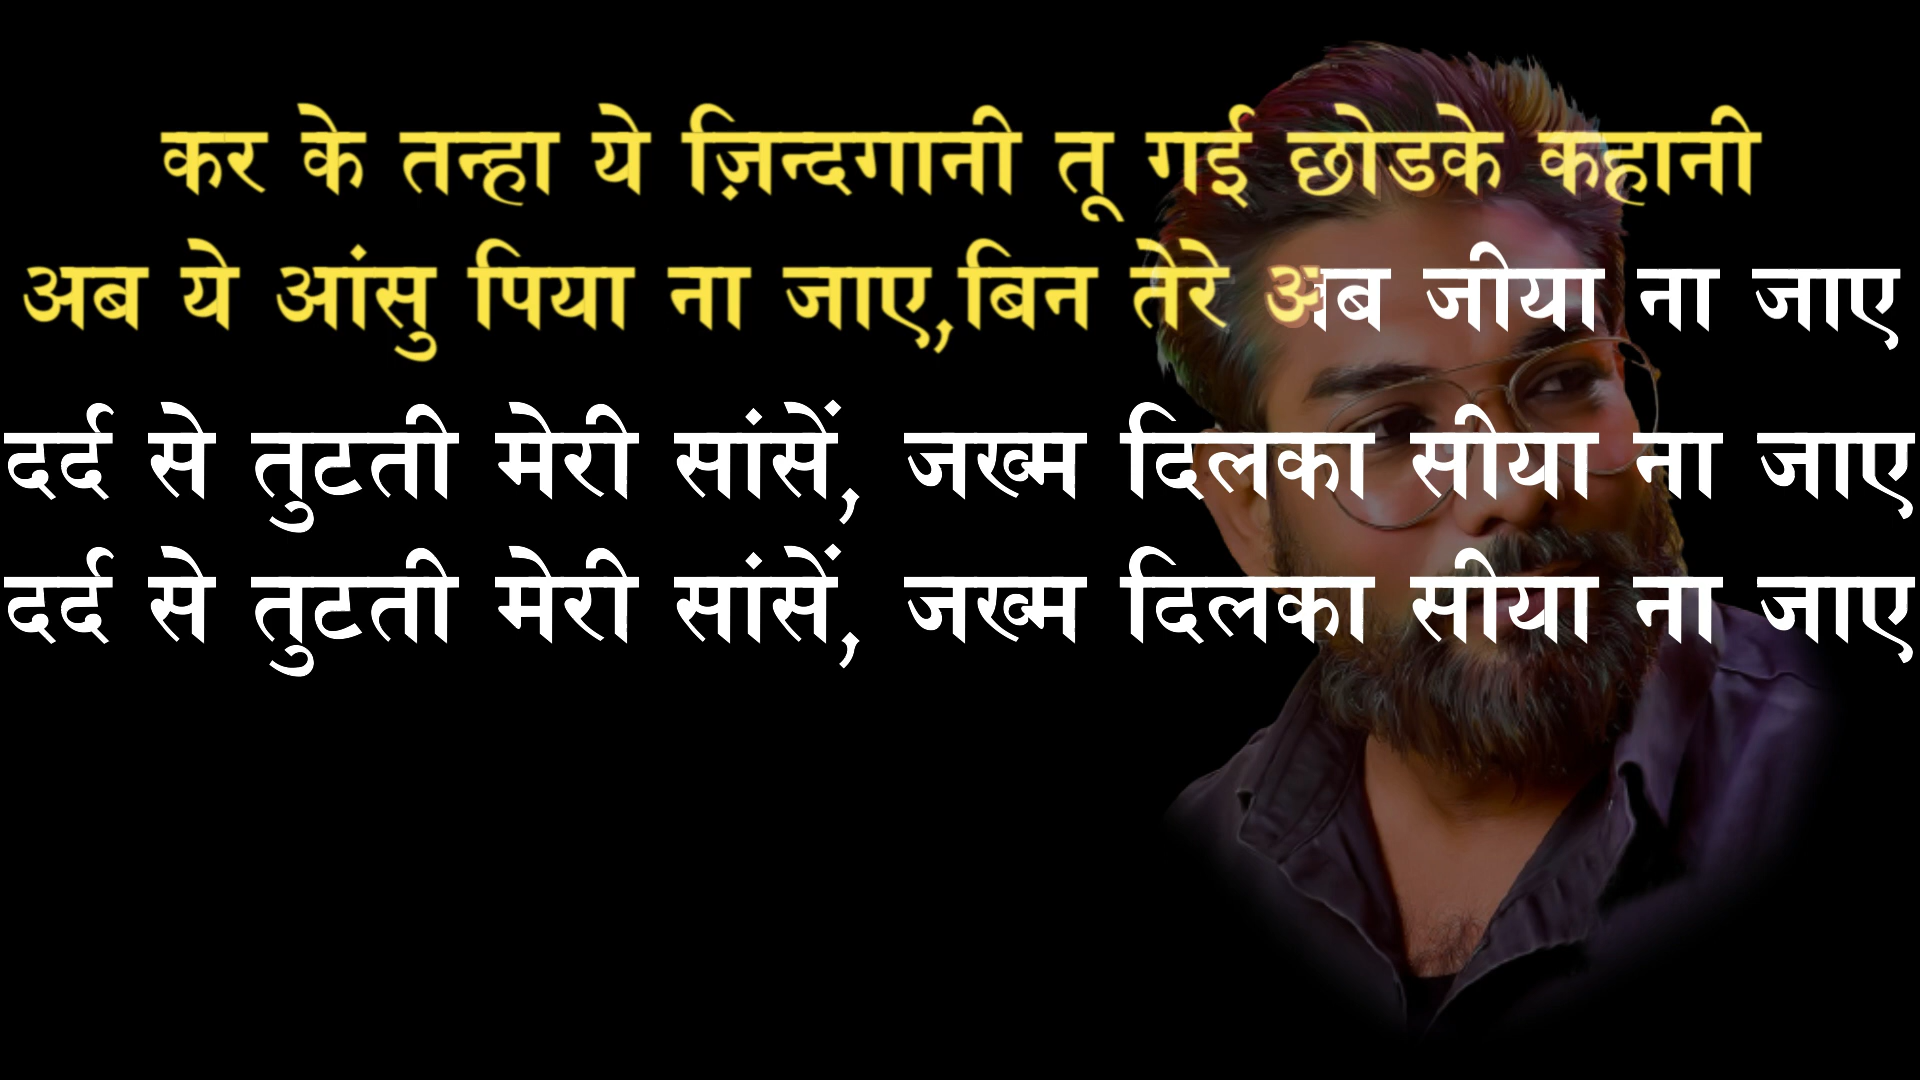 कर के तन्हा ये ज़िन्दगानी तू गई छोडके कहानी
अब ये आंसु पिया ना जाए,बिन तेरे अब जीया ना जाए
दर्द से तुटती मेरी सांसें, जख्म दिलका सीया ना जाए
दर्द से तुटती मेरी सांसें, जख्म दिलका सीया ना जाए